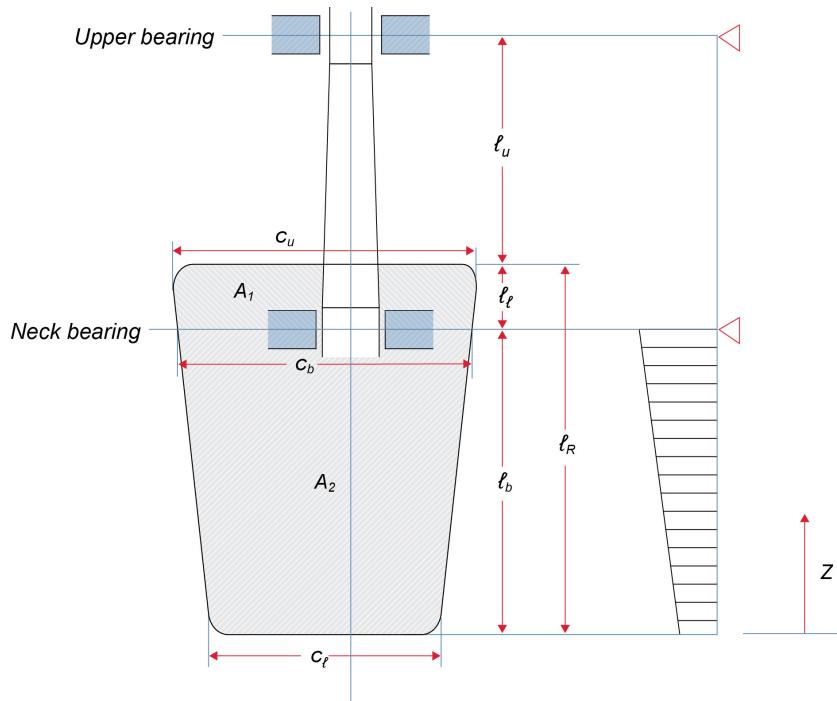 Upper bearing
ℓu
cu
A1
ℓℓ
Neck bearing
cb
ℓR
A2
ℓb
Z
cℓ